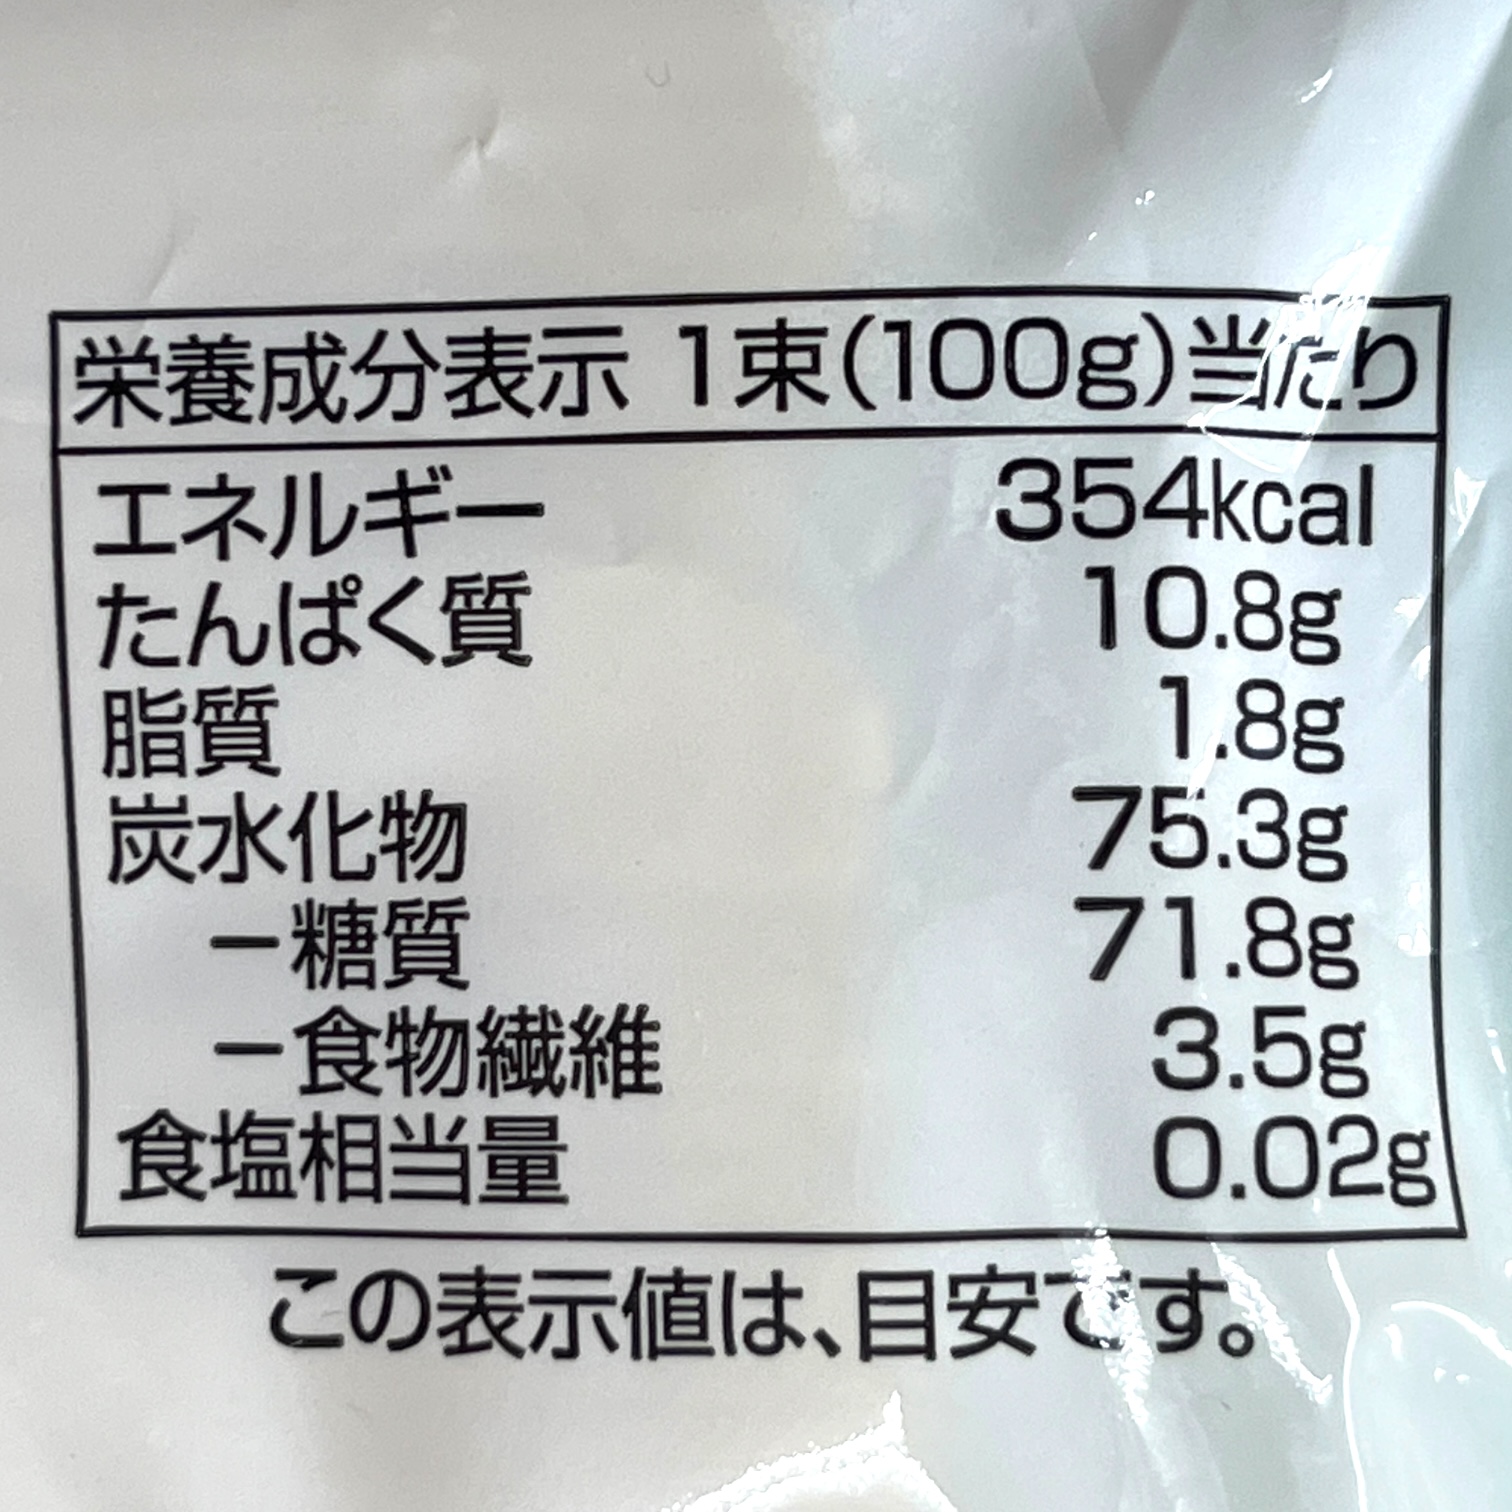 栄養成分表示 1束(100g)当たり
エネルギー 354kcal
たんぱく質 10.8g
脂質 1.8g
炭水化物 75.3g
－糖質 71.8g
－食物繊維 3.5g
食塩相当量 0.02g
この表示値は、目安です。